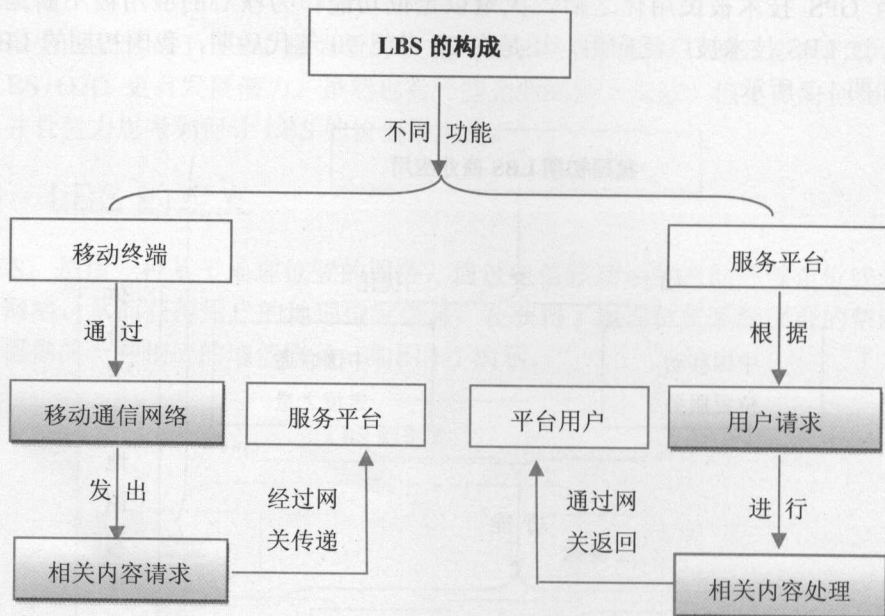 LBS 的构成
不同 功能
移动终端
服务平台
通过
根据
移动通信网络
服务平台
平台用户
用户请求
发出
经过网
关传递
通过网
关返回
进行
相关内容请求
相关内容处理